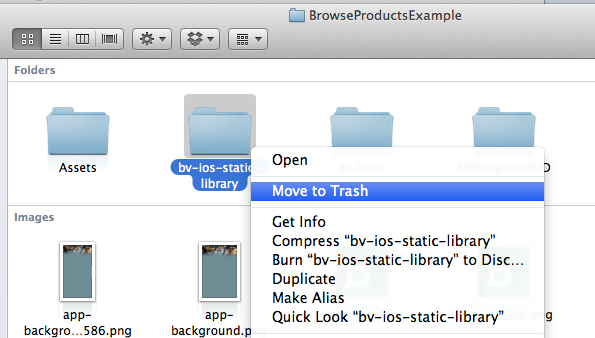 BrowseProductsExample
Folders
Assets
bv-ios-static-
library
Open
Move to Trash
Get Info
Compress “bv-ios-static-library”
Burn “bv-ios-static-library” to Disc…
Duplicate
Make Alias
Quick Look “bv-ios-static-library”
Images
app-
backgro…586.png
app-
background.png